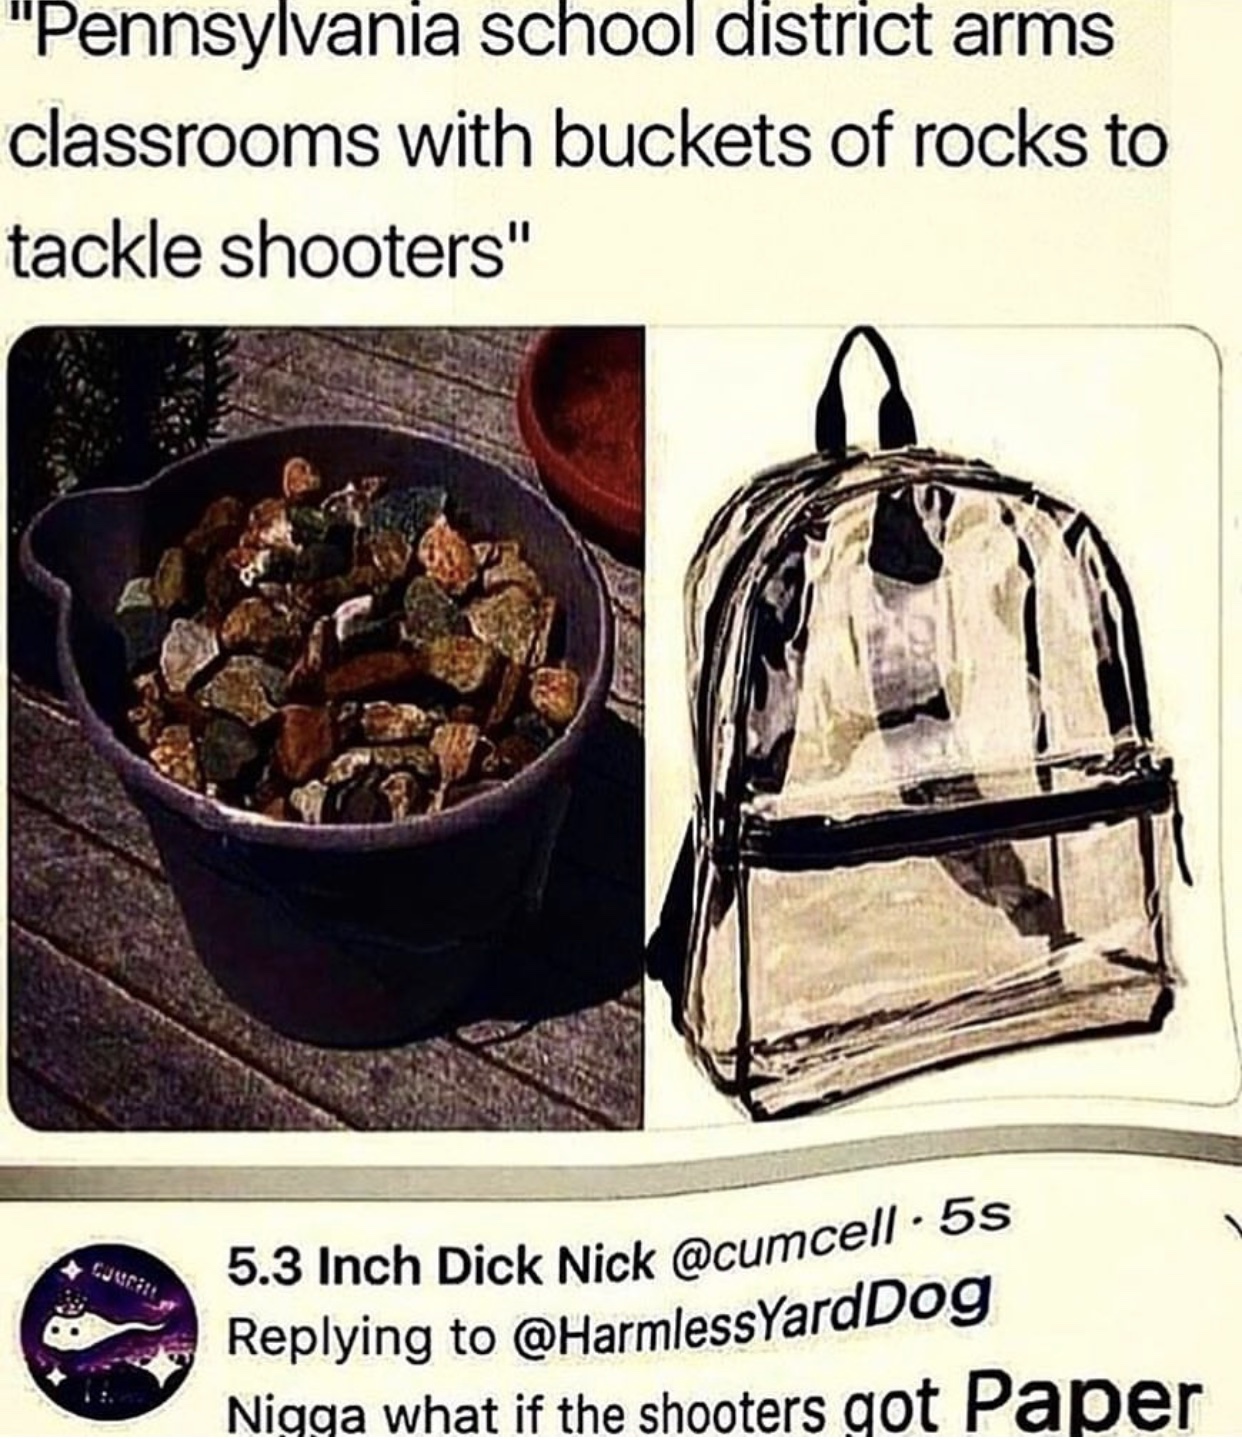 "Pennsylvania school district arms
classrooms with buckets of rocks to
tackle shooters"
CUMCELL
5.3 Inch Dick Nick @cumcell · 5s
Replying to @HarmlessYardDog
Nigga what if the shooters got Paper